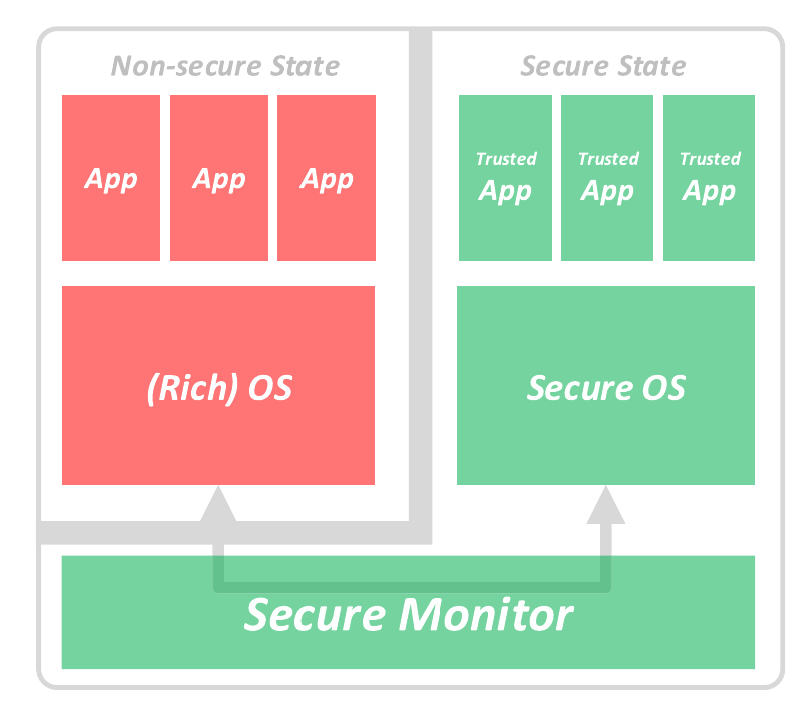 Non-secure State
Secure State
App
App
App
Trusted
App
Trusted
App
Trusted
App
(Rich) OS
Secure OS
Secure Monitor